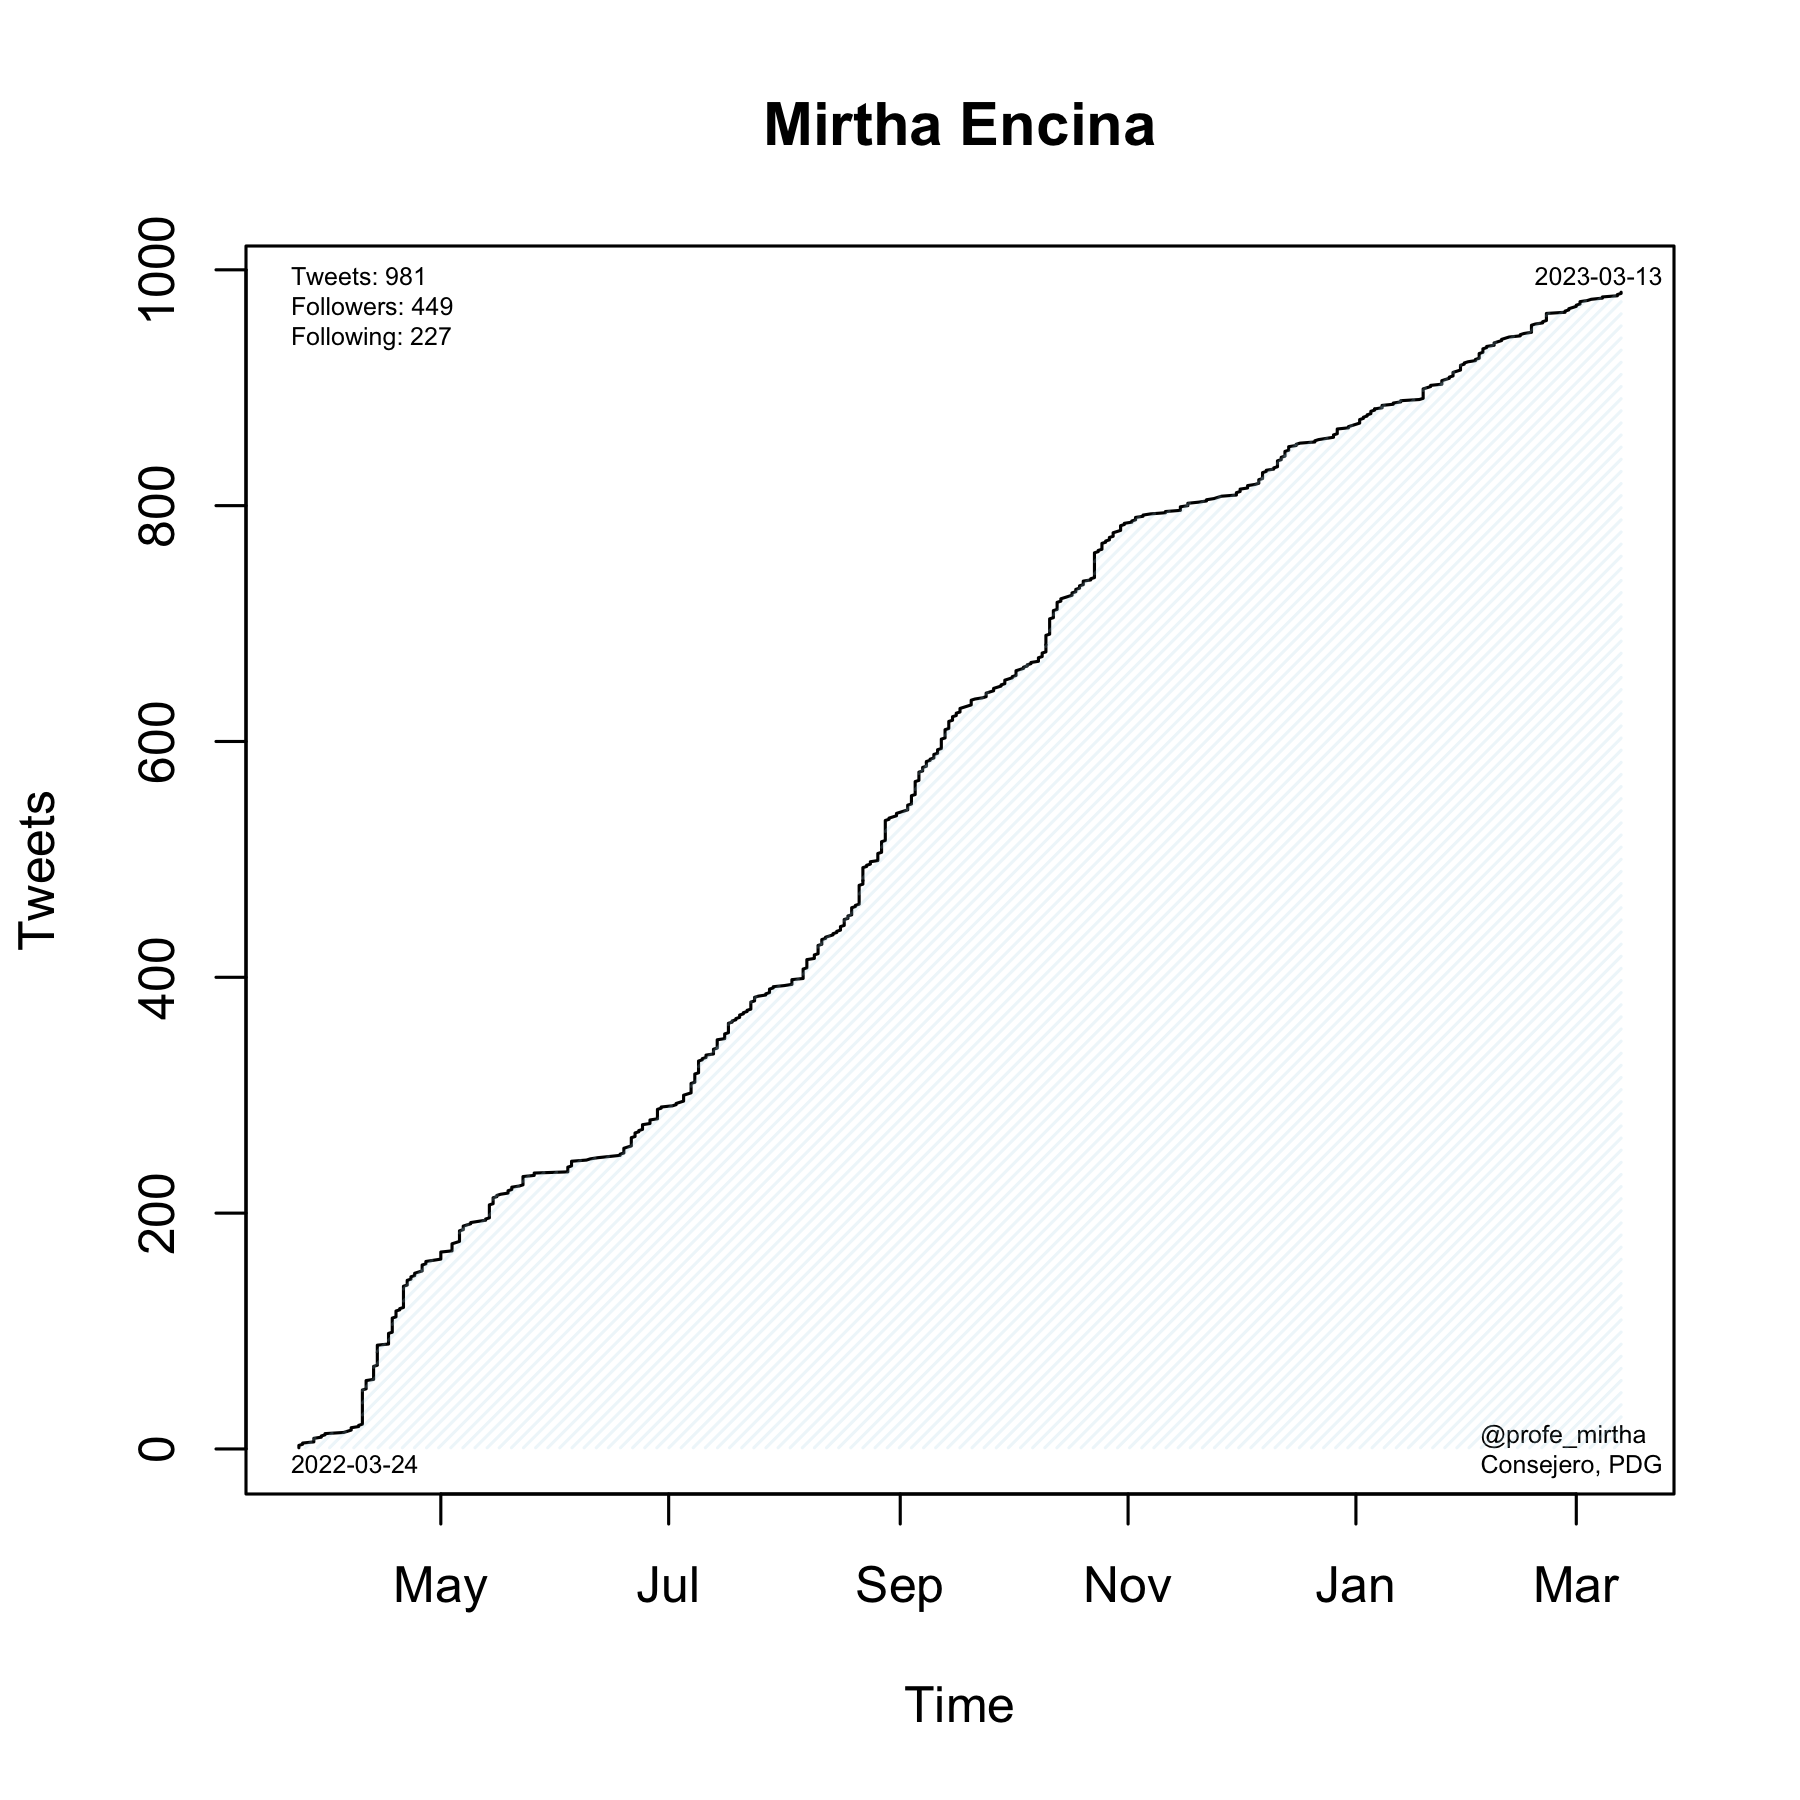 Mirtha Encina
Tweets: 981
Followers: 449
Following: 227
2023-03-13
1000
800
600
400
200
0
Tweets
2022-03-24
@profe_mirtha
Consejero, PDG
May Jul Sep Nov Jan Mar
Time